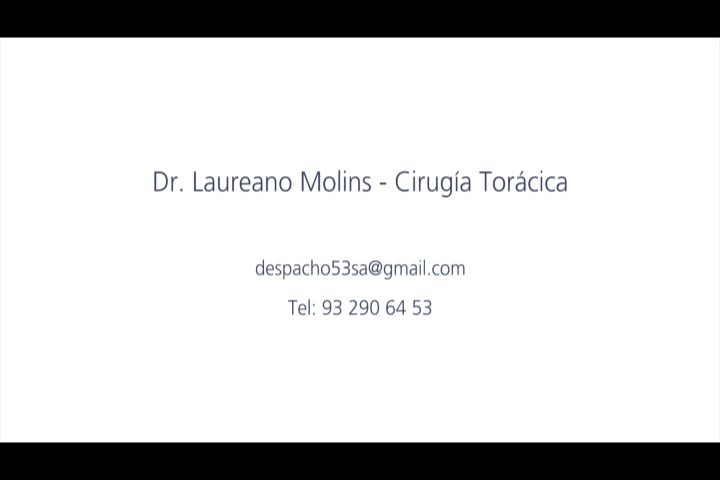 Dr. Laureano Molins - Cirugía Torácica
despacho53sa@gmail.com
Tel: 93 290 64 53